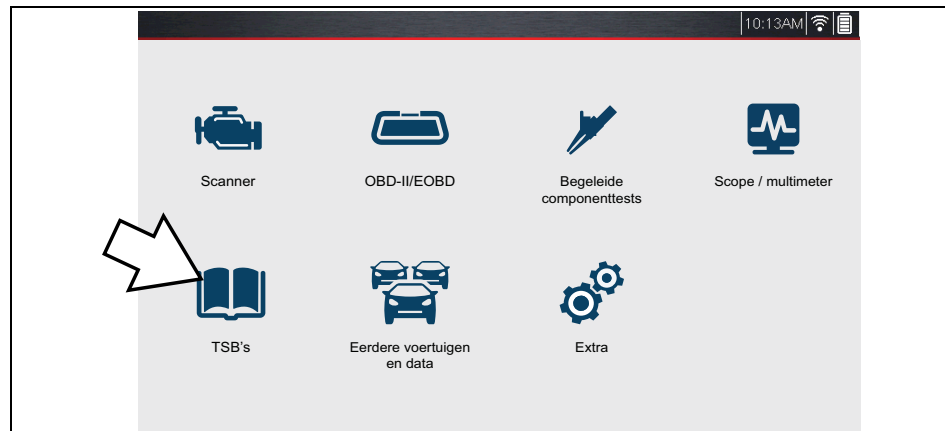 10:13AM
Scanner
OBD-II/EOBD
Begeleide
componenttests
Scope / multimeter
TSB's
Eerdere voertuigen
en data
Extra